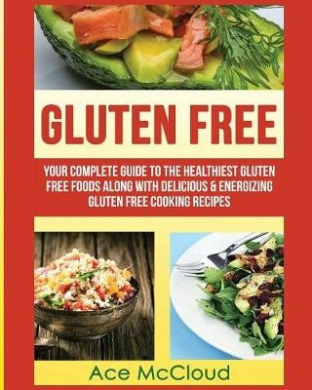 GLUTEN FREE
YOUR COMPLETE GUIDE TO THE HEALTHIEST GLUTEN
FREE FOODS ALONG WITH DELICIOUS & ENERGIZING
GLUTEN FREE COOKING RECIPES
Ace McCloud